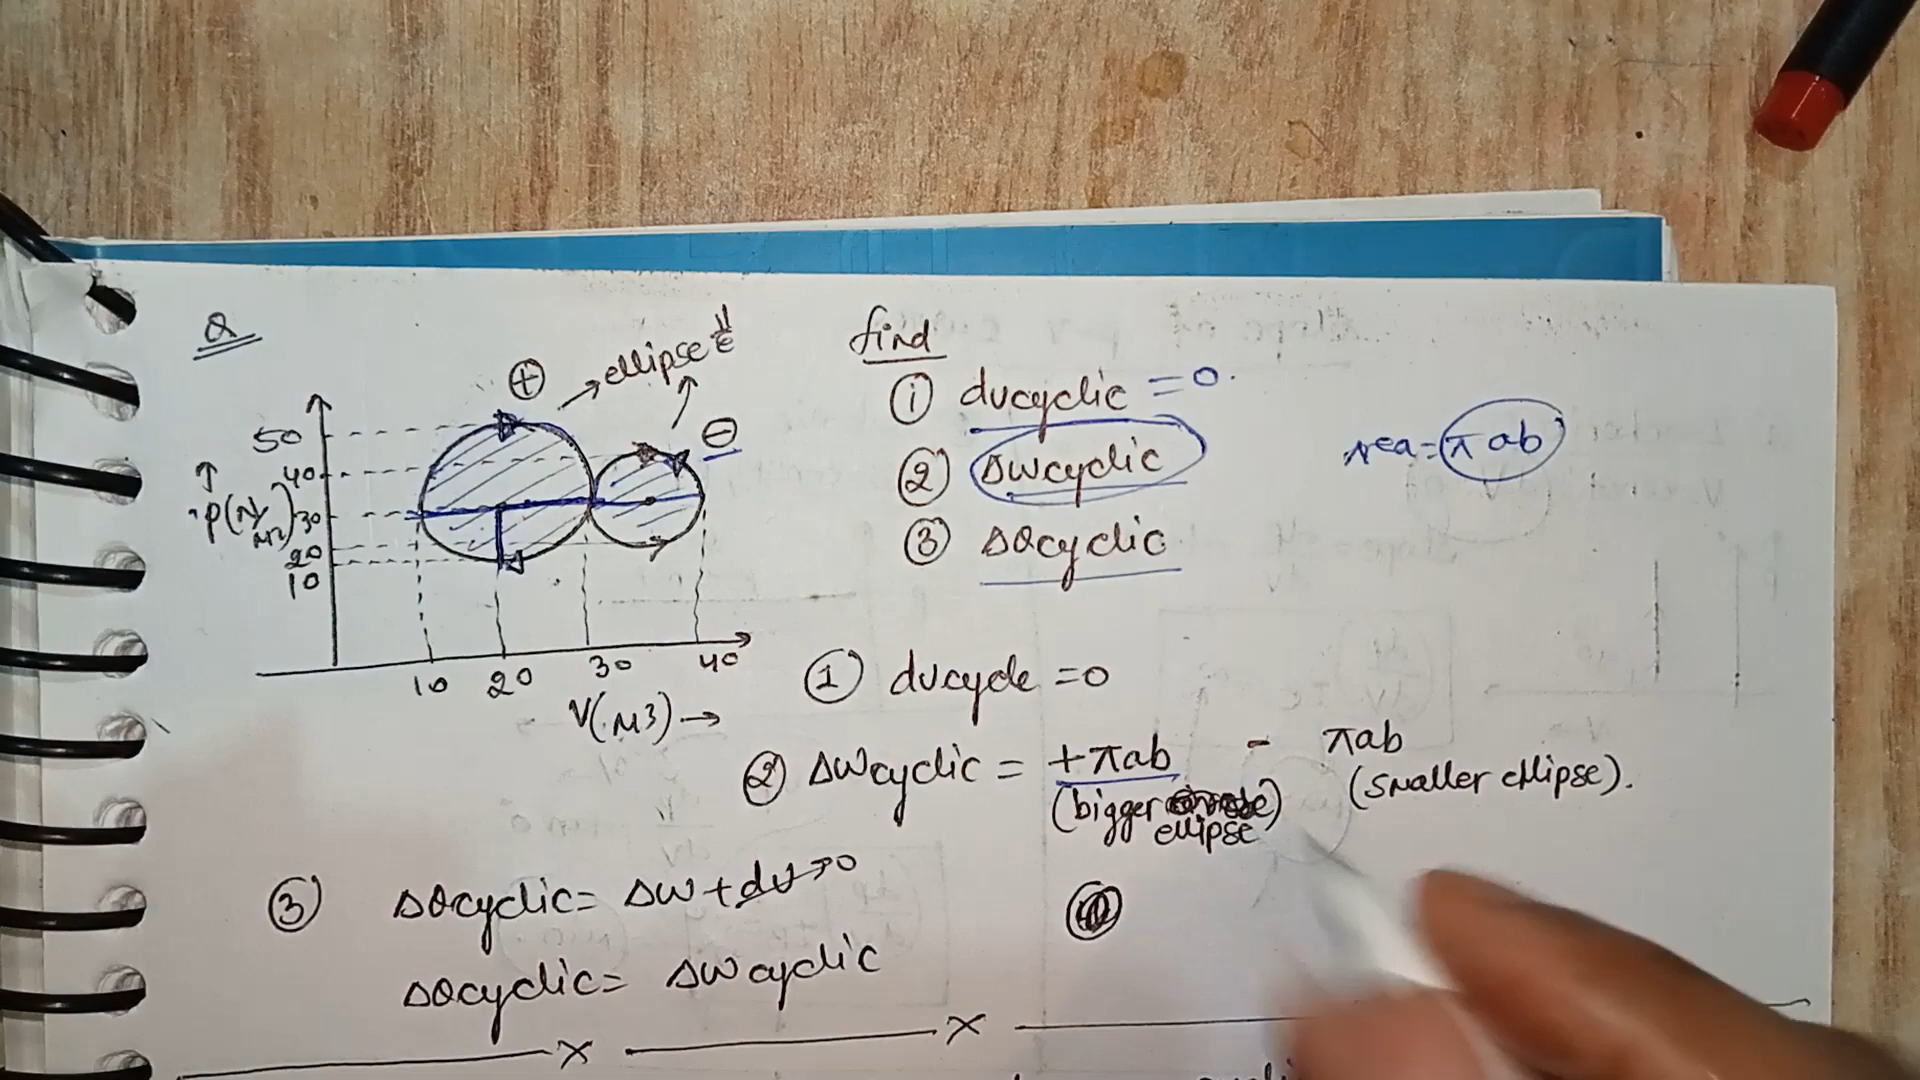 Q
⊕ → ellipse
⊖
50
40
30
20
10
10 20 30 40
V(M3) →
find
① ducyclic = 0.
② ΔWcyclic
③ ΔQcyclic
Area = πab
① ducycle = 0
② ΔWcyclic = +πab - πab
(bigger ellipse) (smaller ellipse).
③ ΔQcyclic = ΔW + du→0
ΔQcyclic = ΔWcyclic
x x